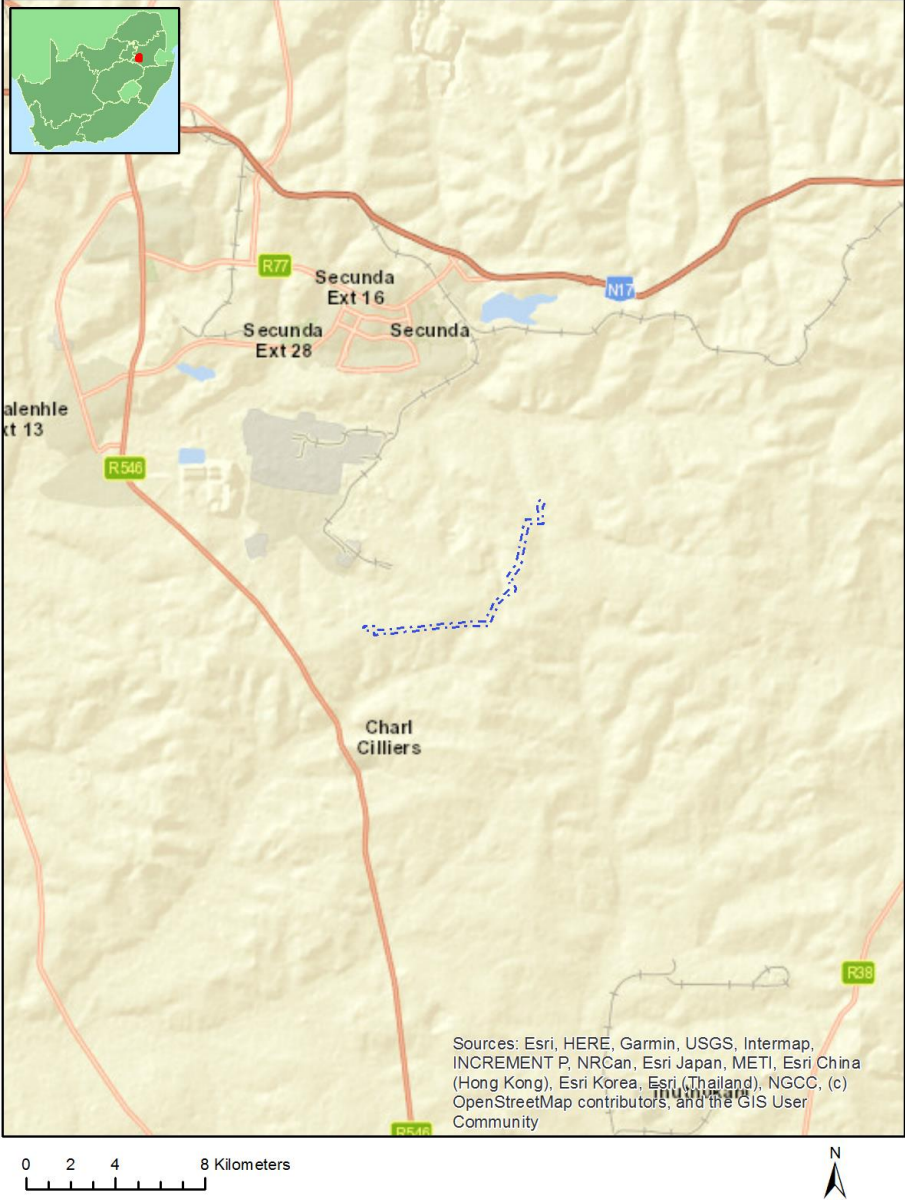 R77
Secunda
Ext 16
N17
Secunda
Ext 28
Secunda
alenhle
xt 13
R546
Charl
Cilliers
R38
Sources: Esri, HERE, Garmin, USGS, Intermap,
INCREMENT P, NRCan, Esri Japan, METI, Esri China
(Hong Kong), Esri Korea, Esri (Thailand), NGCC, (c)
OpenStreetMap contributors, and the GIS User
Community
R546
N
0 2 4 8 Kilometers